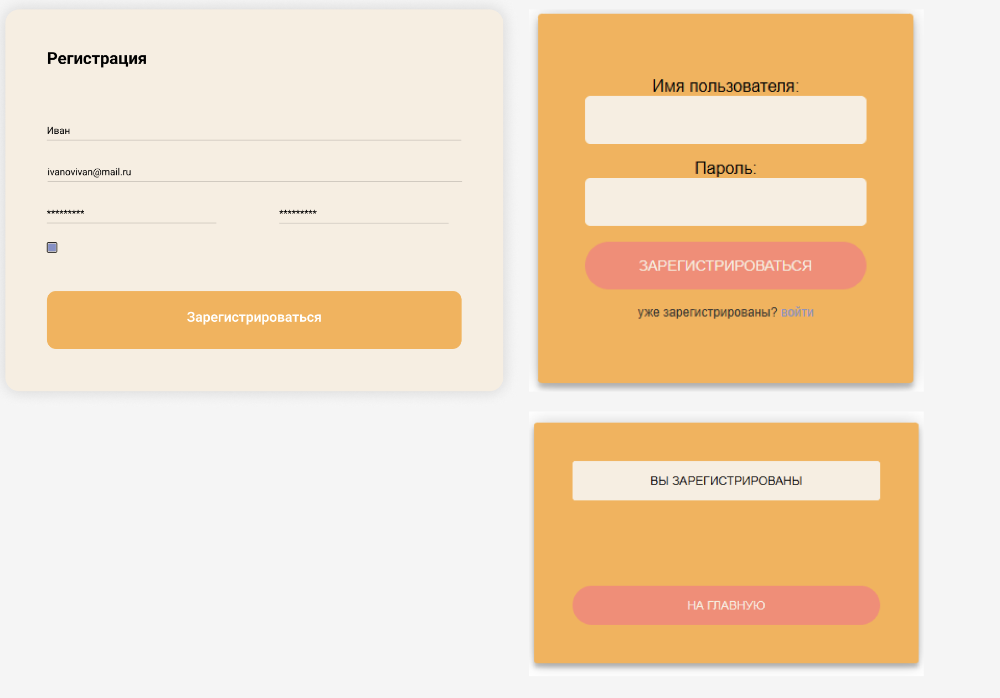 Регистрация
Иван
ivanovivan@mail.ru
********* *********
Зарегистрироваться
Имя пользователя:
Пароль:
ЗАРЕГИСТРИРОВАТЬСЯ
уже зарегистрированы? войти
ВЫ ЗАРЕГИСТРИРОВАНЫ
НА ГЛАВНУЮ